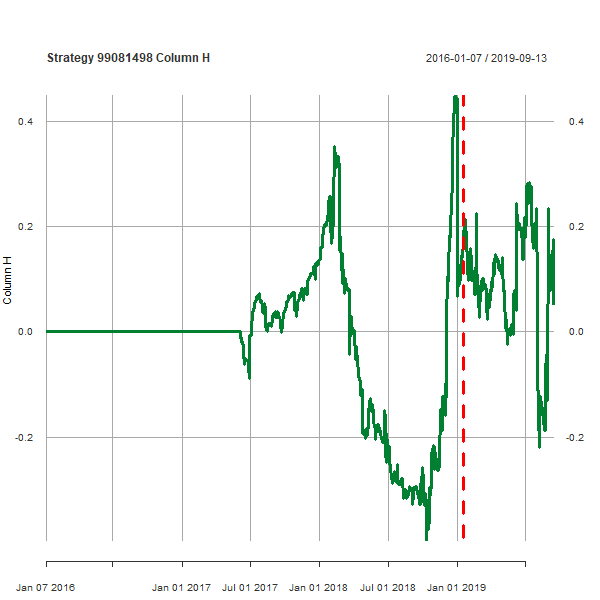 Strategy 99081498 Column H
2016-01-07 / 2019-09-13
0.4 0.4
0.2 0.2
0.0 0.0
-0.2 -0.2
Column H
Jan 07 2016 Jan 01 2017 Jul 01 2017 Jan 01 2018 Jul 01 2018 Jan 01 2019